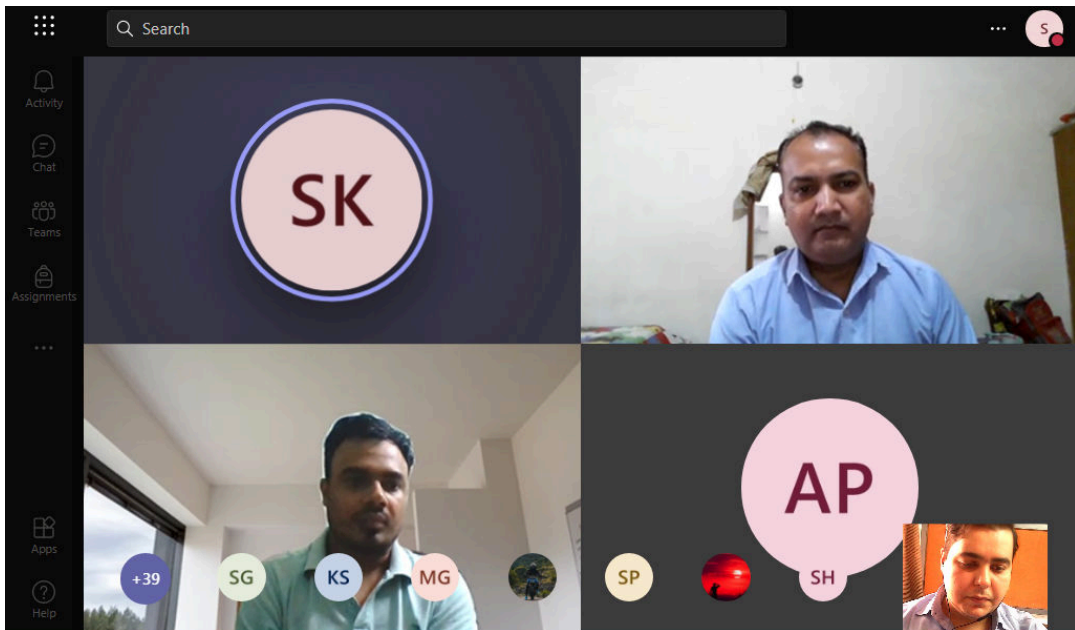 Search
S
Activity
Chat
Teams
Assignments
SK
AP
Apps
+39
SG
KS
MG
SP
SH
Help